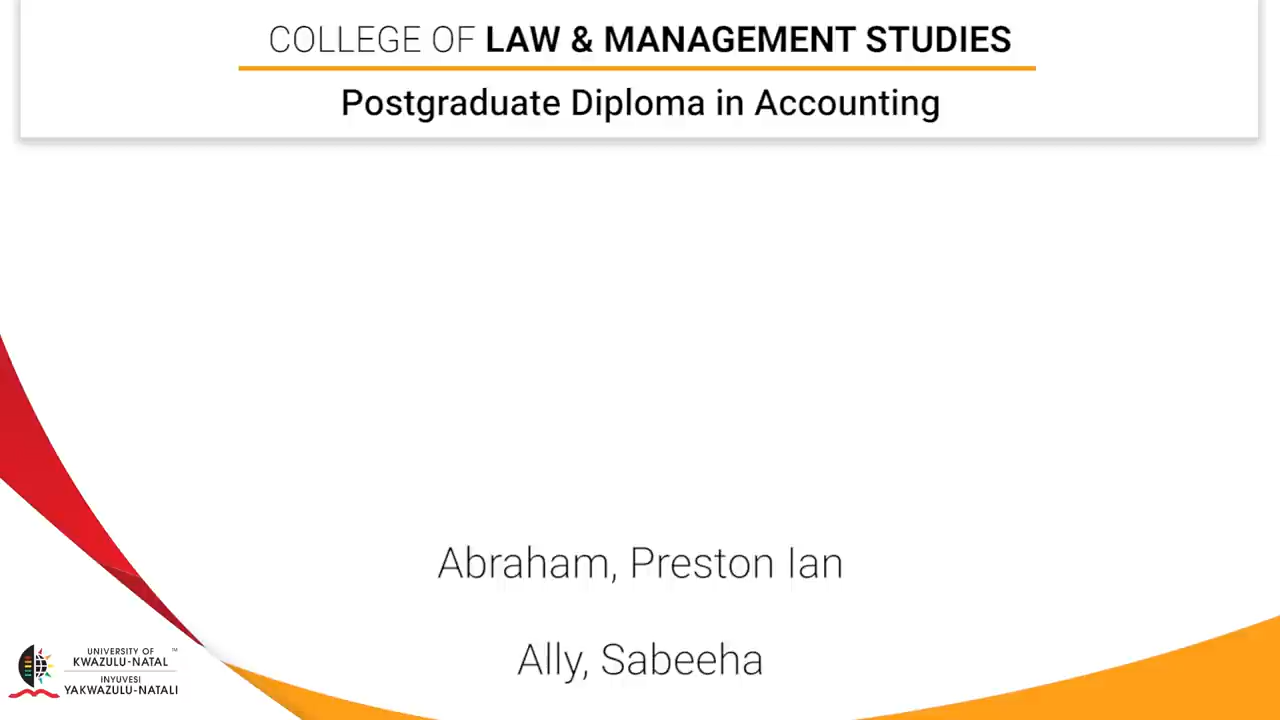 COLLEGE OF LAW & MANAGEMENT STUDIES
Postgraduate Diploma in Accounting
Abraham, Preston Ian
Ally, Sabeeha
UNIVERSITY OF ™
KWAZULU-NATAL
INYUVESI
YAKWAZULU-NATALI